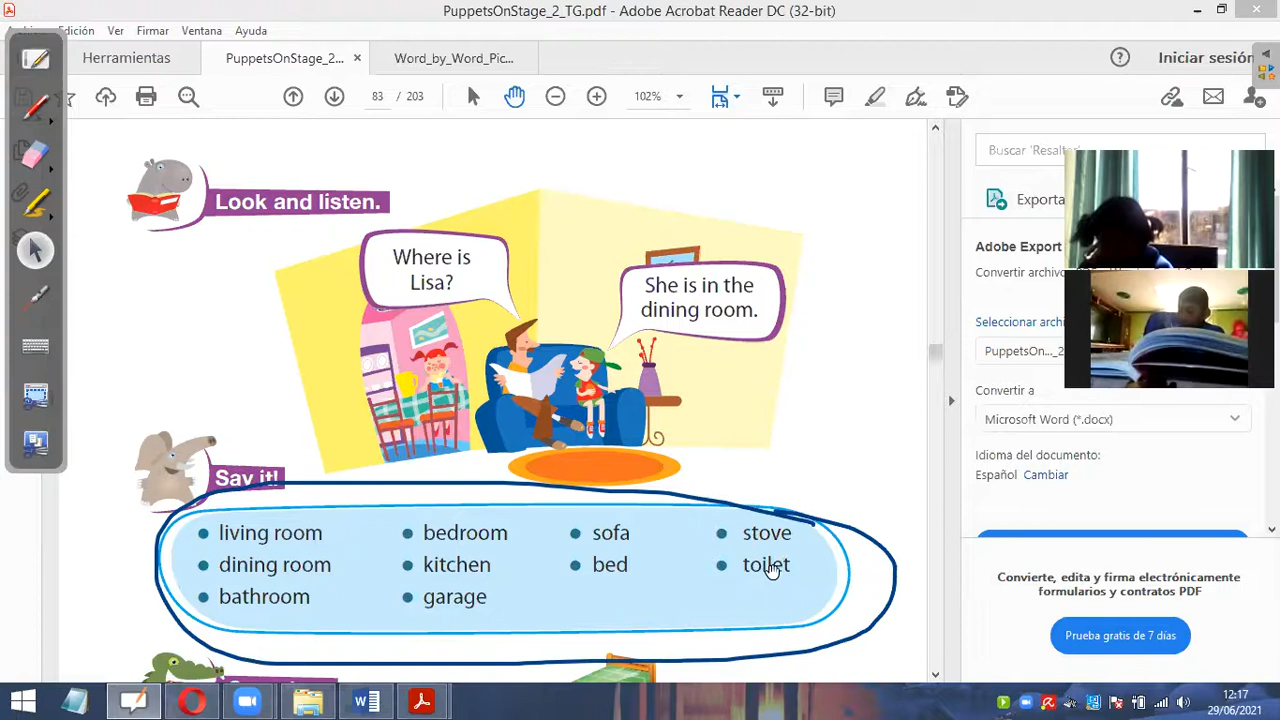 PuppetsOnStage_2_TG.pdf - Adobe Acrobat Reader DC (32-bit)
Edición Ver Firmar Ventana Ayuda
Herramientas PuppetsOnStage_2... × Word_by_Word_Pic...
Iniciar sesión
83 / 203
102%
Look and listen.
Where is
Lisa?
She is in the
dining room.
Say it!
living room
dining room
bathroom
bedroom
kitchen
garage
sofa
bed
stove
toilet
Buscar 'Resalte
Exporta
Adobe Export
Convertir archiv
Seleccionar archi
PuppetsOn..._2
Convertir a
Microsoft Word (*.docx)
Idioma del documento:
Español Cambiar
Convierte, edita y firma electrónicamente
formularios y contratos PDF
Prueba gratis de 7 días
12:17
29/06/2021